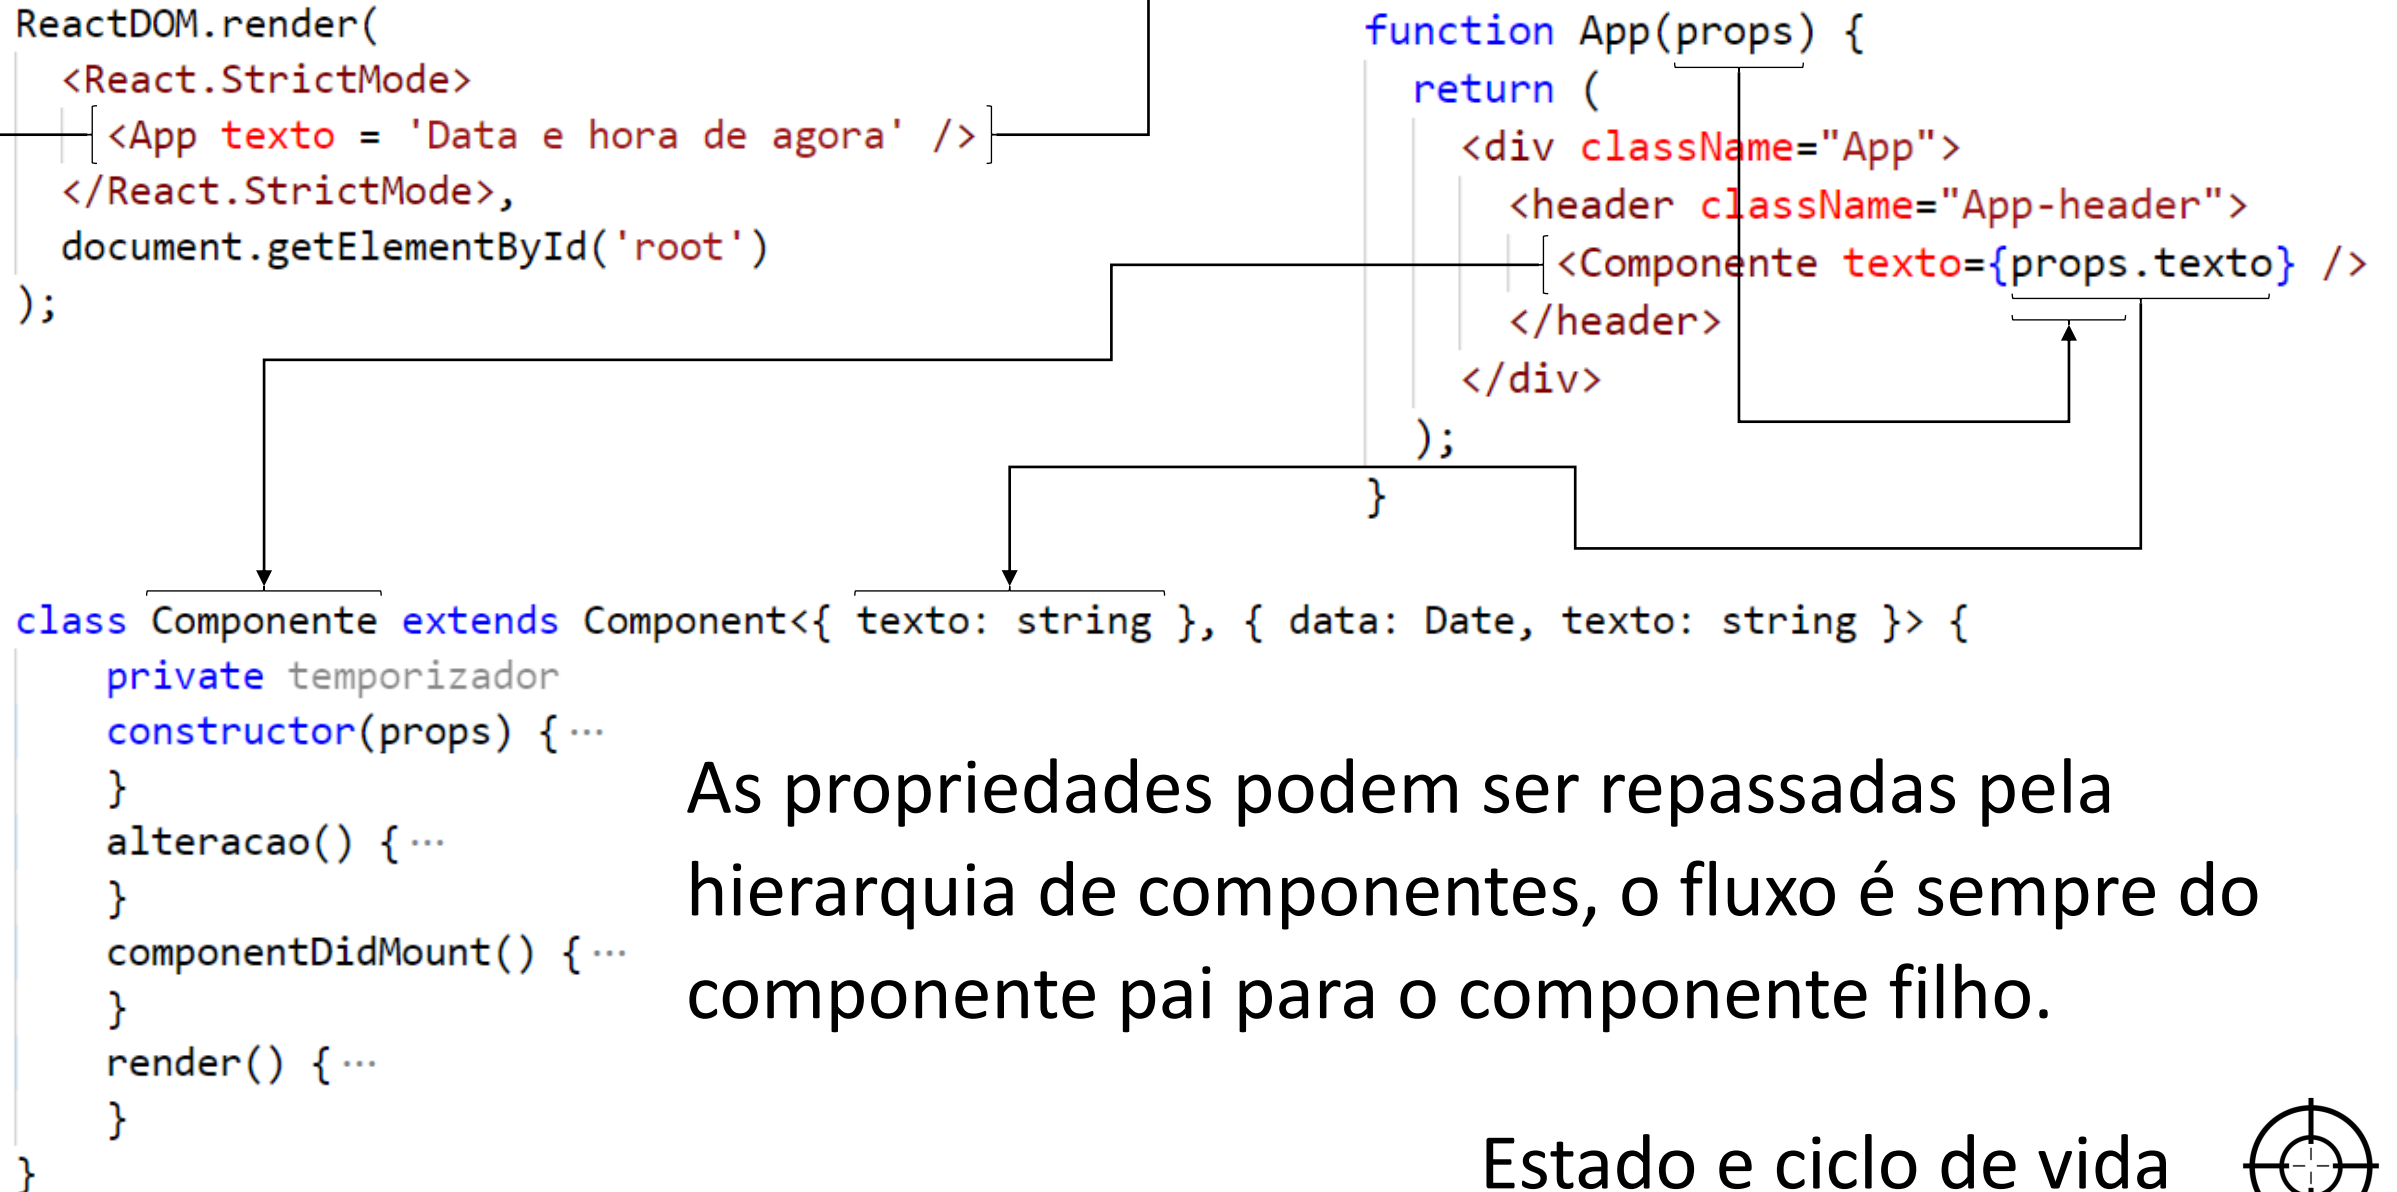 ReactDOM.render(
<React.StrictMode>
<App texto = 'Data e hora de agora' />
</React.StrictMode>,
document.getElementById('root')
);
function App(props) {
return (
<div className="App">
<header className="App-header">
<Componente texto={props.texto} />
</header>
</div>
);
}
class Componente extends Component<{ texto: string }, { data: Date, texto: string }> {
private temporizador
constructor(props) {···
}
alteracao() {···
}
componentDidMount() {···
}
render() {···
}
}
As propriedades podem ser repassadas pela
hierarquia de componentes, o fluxo é sempre do
componente pai para o componente filho.
Estado e ciclo de vida